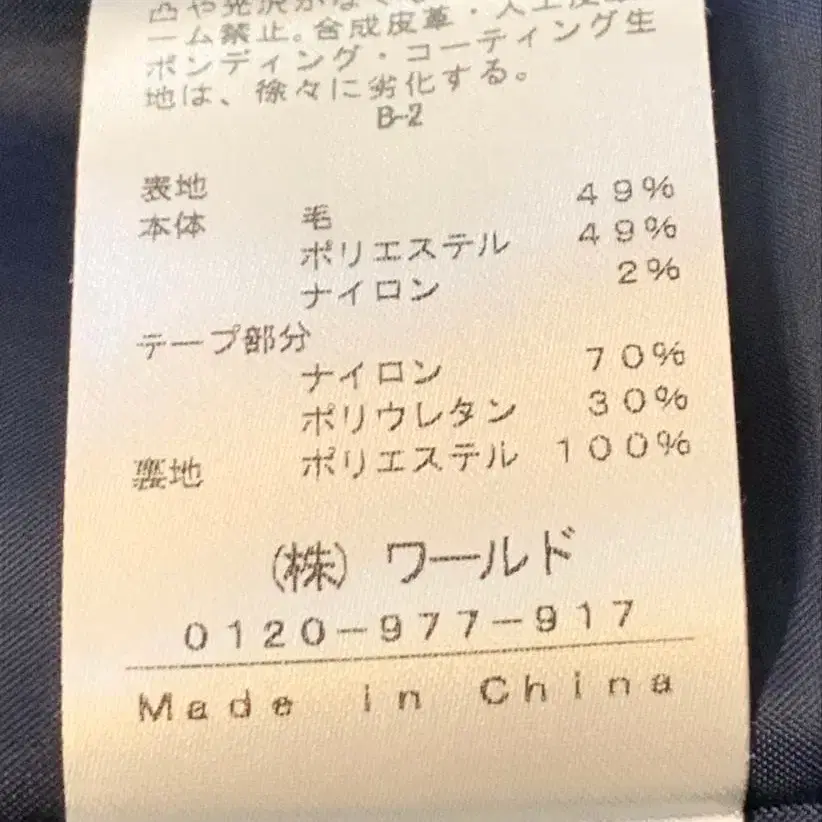 凸や光沢が
ーム禁止。合成皮革・人工皮革
ボンディング・コーティング生
地は、徐々に劣化する。
B-2
表地 49%
本体 毛 49%
ポリエステル 2%
ナイロン
テープ部分
ナイロン 70%
ポリウレタン 30%
裏地 ポリエステル 100%
(株) ワールド
0120-977-917
Made in China